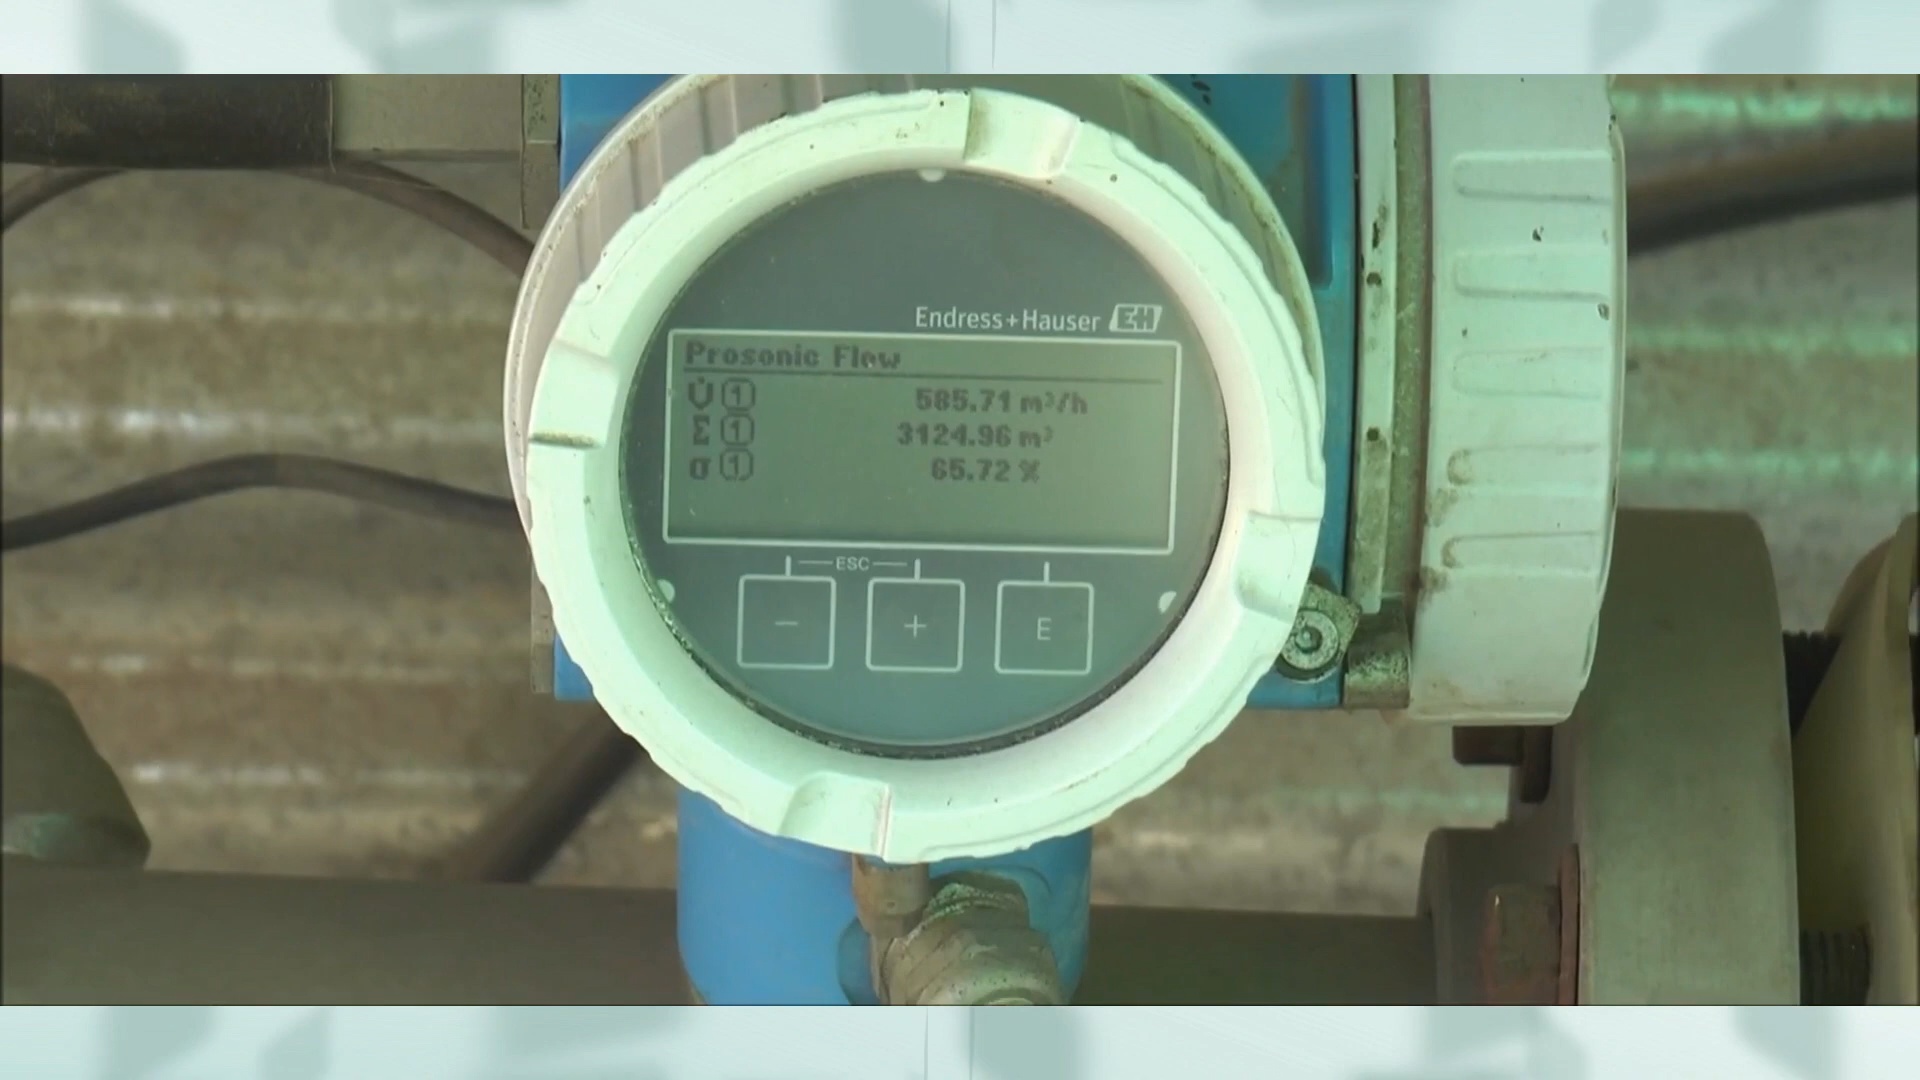 Endress+Hauser EH
Prosonic Flow
V̇ 1 585.71 m³/h
Σ 1 3124.96 m³
σ 1 65.72 %
ESC
- + E